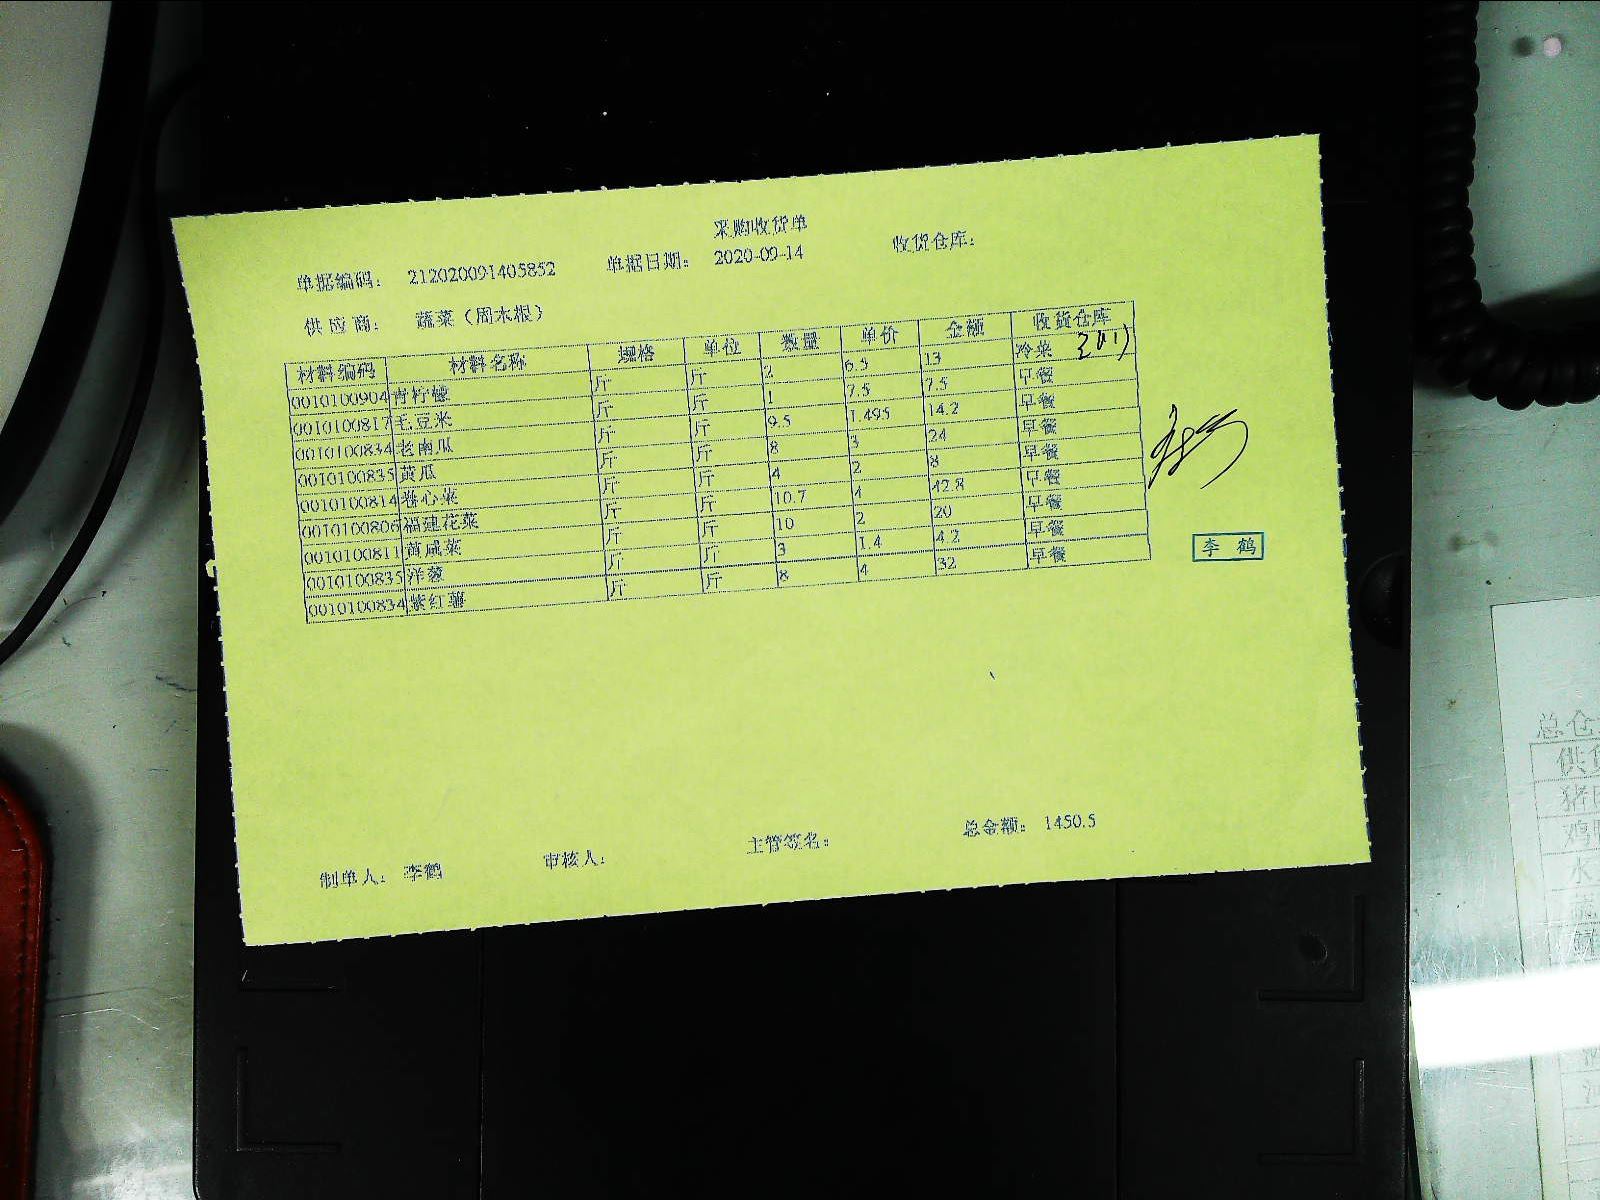 采购收货单
单据编码： 212020091405852 单据日期： 2020-09-14 收货仓库：
供应商： 蔬菜（周木根）
材料编码 材料名称 规格 单位 数量 单价 金额 收货仓库
0010100904 青柠檬 斤 斤 2 6.5 13 冷菜
0010100817 毛豆米 斤 斤 1 7.5 7.5 早餐
0010100834 老南瓜 斤 斤 9.5 1.495 14.2 早餐
0010100835 黄瓜 斤 斤 8 3 24 早餐
0010100814 卷心菜 斤 斤 4 2 8 早餐
0010100806 福建花菜 斤 斤 10.7 4 42.8 早餐
0010100811 黄咸菜 斤 斤 10 2 20 早餐
0010100835 洋葱 斤 斤 3 1.4 4.2 早餐
0010100834 紫红薯 斤 斤 8 4 32 早餐
李鹤
制单人： 李鹤 审核人： 主管签名： 总金额： 1450.5
总仓
供货
水